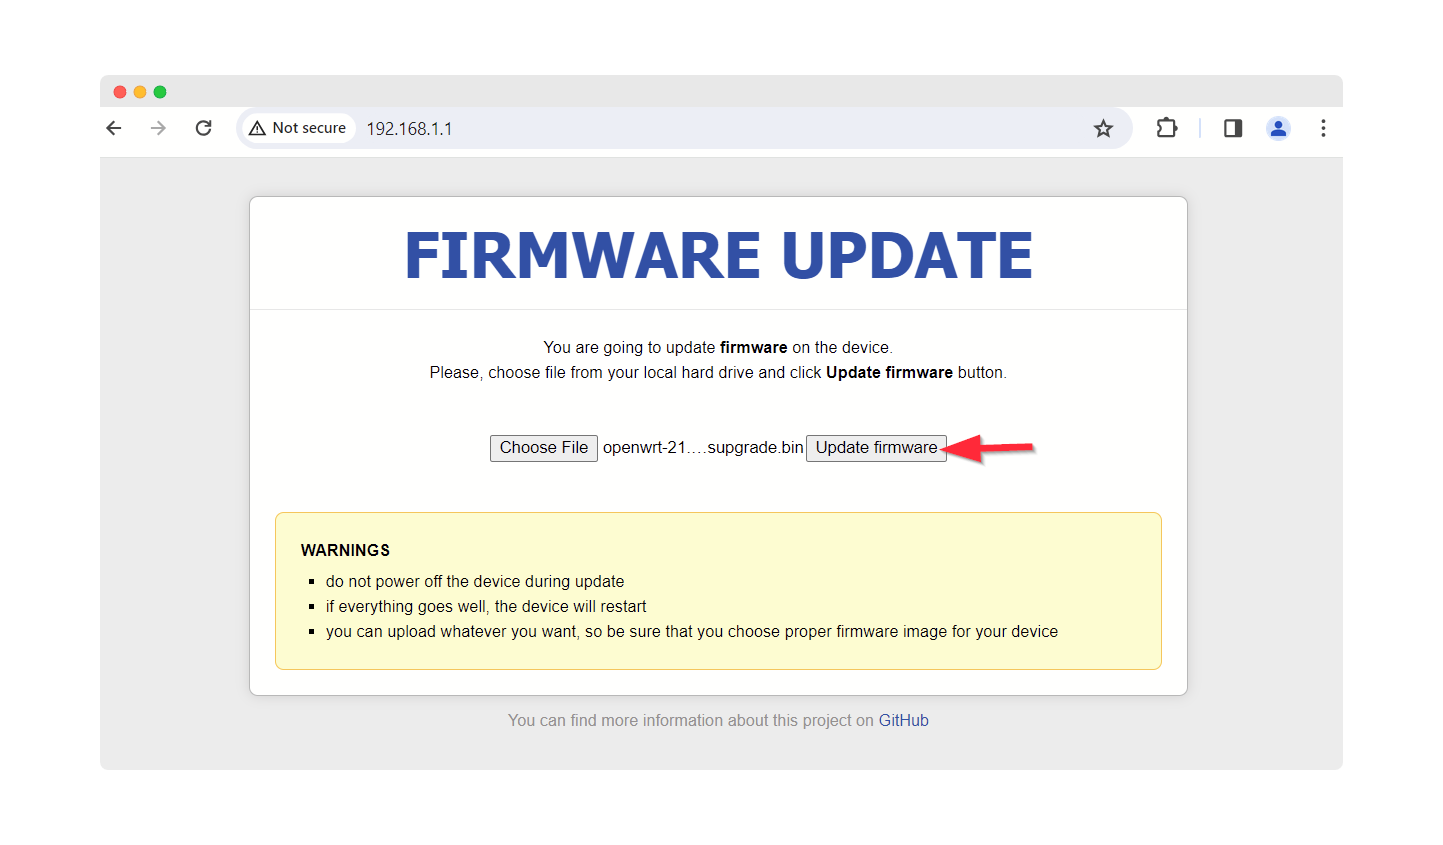 Not secure 192.168.1.1
FIRMWARE UPDATE
You are going to update firmware on the device.
Please, choose file from your local hard drive and click Update firmware button.
Choose File openwrt-21....supgrade.bin Update firmware
WARNINGS
do not power off the device during update
if everything goes well, the device will restart
you can upload whatever you want, so be sure that you choose proper firmware image for your device
You can find more information about this project on GitHub